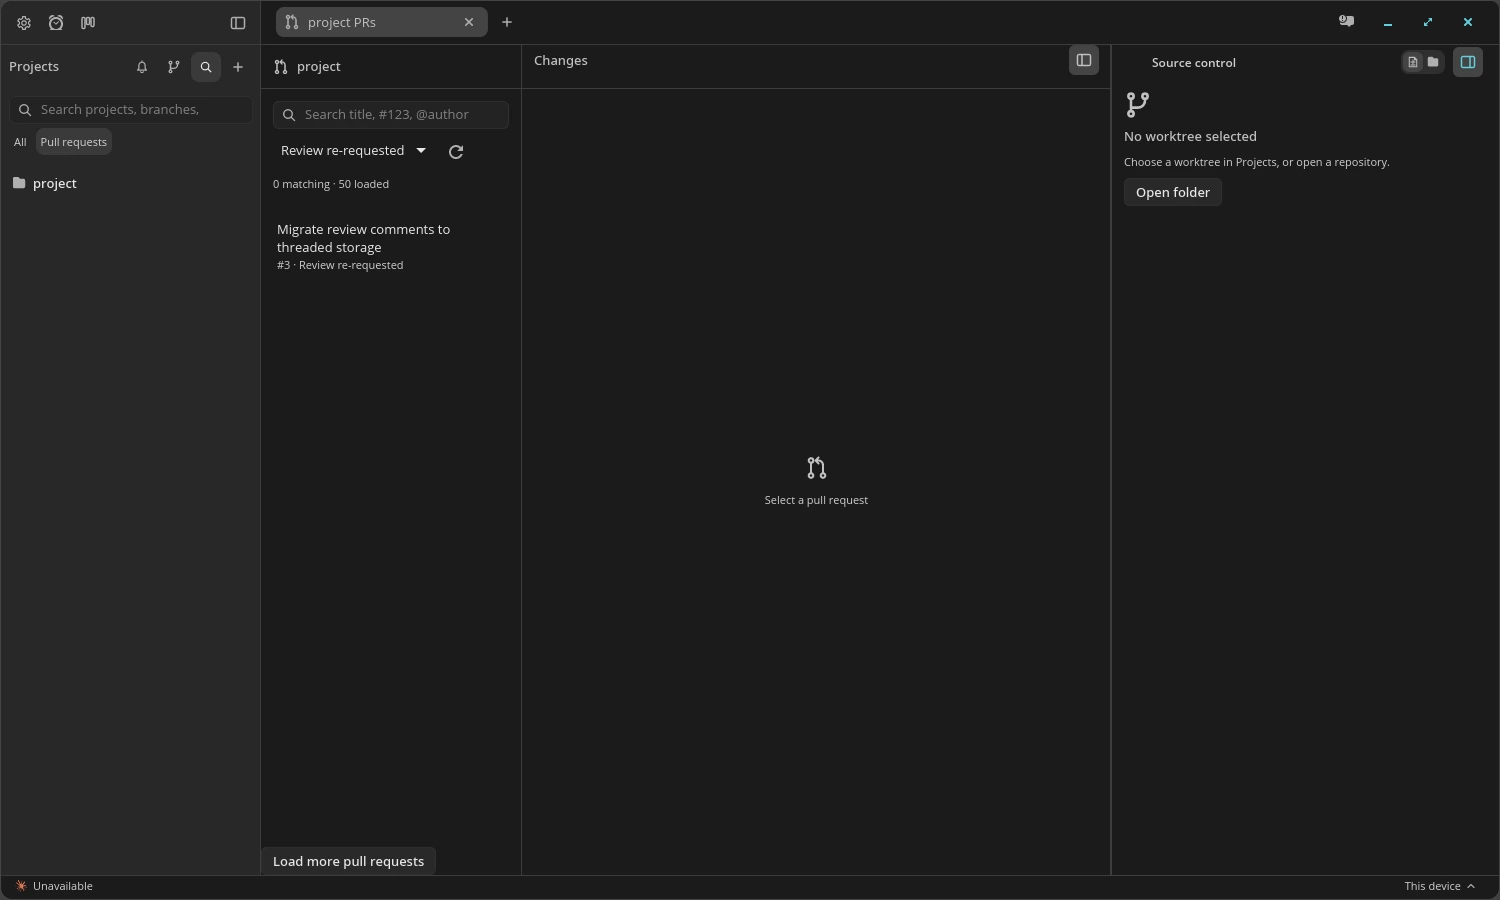 project PRs
Projects
Search projects, branches,
All
Pull requests
project
project
Search title, #123, @author
Review re-requested
0 matching · 50 loaded
Migrate review comments to
threaded storage
#3 · Review re-requested
Load more pull requests
Changes
Select a pull request
Source control
No worktree selected
Choose a worktree in Projects, or open a repository.
Open folder
Unavailable
This device